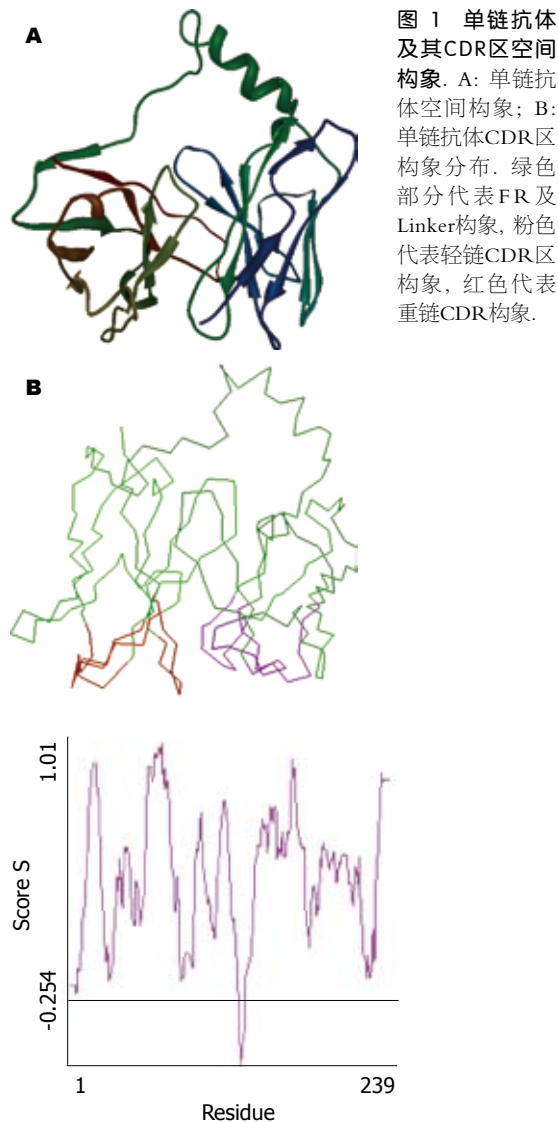 A
图 1 单链抗体
及其CDR区空间
构象. A: 单链抗
体空间构象; B:
单链抗体CDR区
构象分布. 绿色
部分代表FR及
Linker构象, 粉色
代表轻链CDR区
构象, 红色代表
重链CDR构象.
B
1.01
Score S
-0.254
1
239
Residue